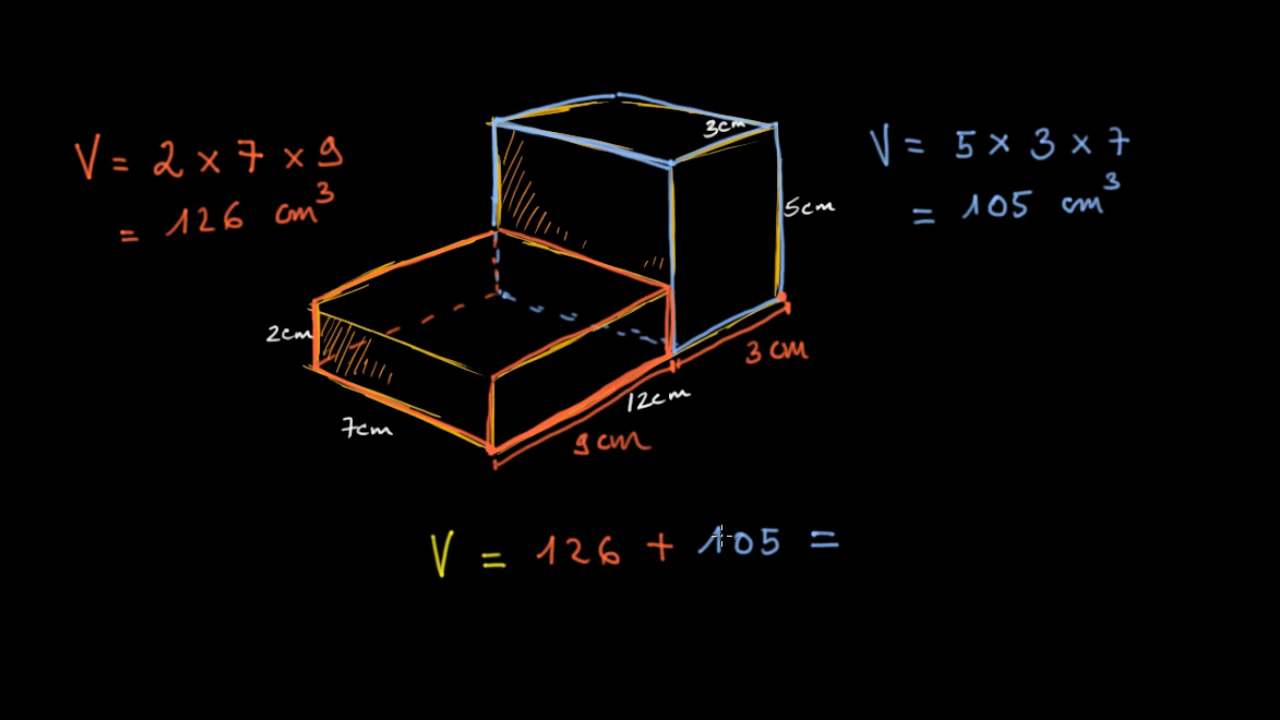 V = 2 × 7 × 9
= 126 cm³
V = 5 × 3 × 7
= 105 cm³
3cm
5cm
2cm
3 cm
12cm
7cm
9cm
V = 126 + 105 =